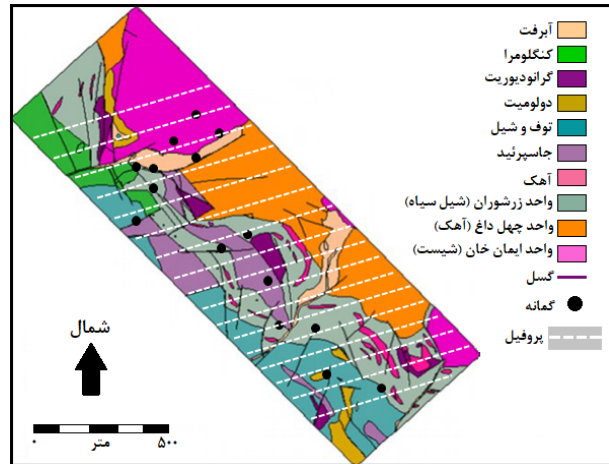 آبرفت
کنگلومرا
گرانودیوریت
دولومیت
توف و شیل
جاسپرئید
آهک
واحد زرشوران (شیل سیاه)
واحد چهل داغ (آهک)
واحد ایمان خان (شیست)
گسل
گمانه
پروفیل
شمال
۰ متر ۵۰۰